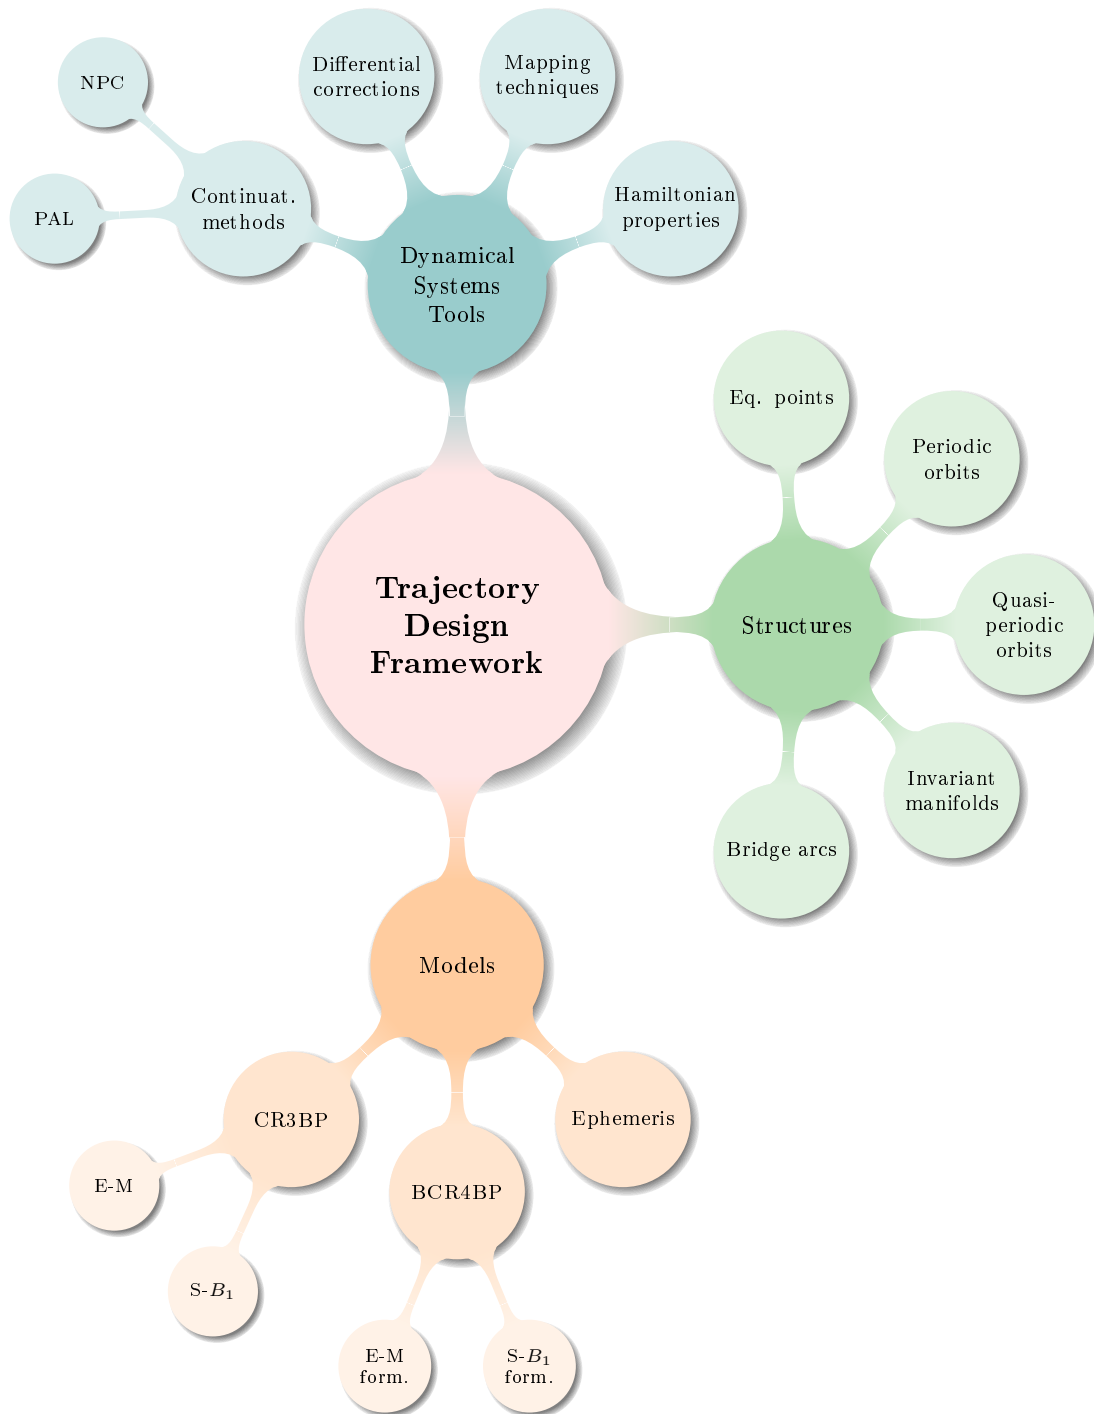 NPC
PAL
Continuat.
methods
Differential
corrections
Mapping
techniques
Hamiltonian
properties
Dynamical
Systems
Tools
Trajectory
Design
Framework
Structures
Eq. points
Periodic
orbits
Quasi-
periodic
orbits
Invariant
manifolds
Bridge arcs
Models
CR3BP
E-M
S-B₁
BCR4BP
E-M
form.
S-B₁
form.
Ephemeris